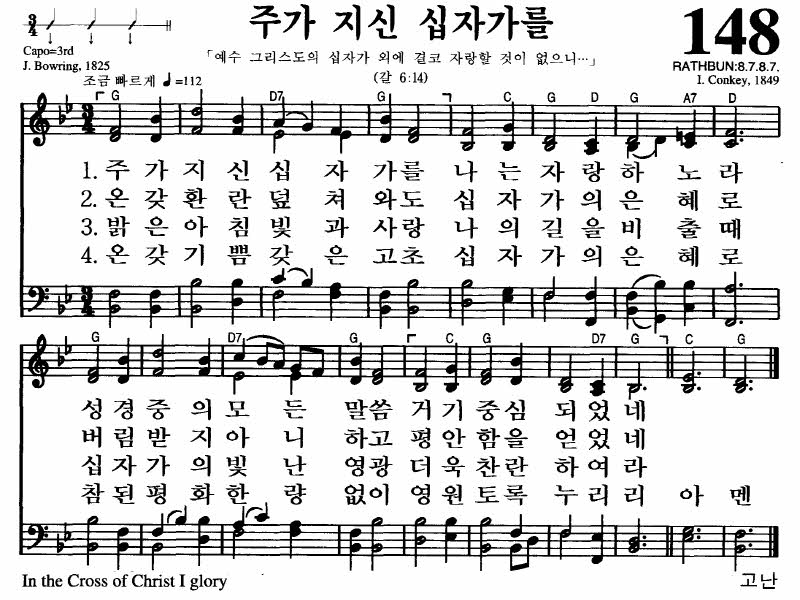 주가 지신 십자가를
148
「예수 그리스도의 십자가 외에 결코 자랑할 것이 없으니…」
(갈 6:14)
Capo=3rd
J. Bowring, 1825
RATHBUN:8.7.8.7.
I. Conkey, 1849
조금 빠르게 ♩=112
G D7 G C G D G A7 D
1. 주 가 지 신 십 자 가를 나 는 자 랑 하 노 라
2. 온 갖 환 란 덮 쳐 와도 십 자 가 의 은 혜 로
3. 밝 은 아 침 빛 과 사랑 나 의 길 을 비 출 때
4. 온 갖 기 쁨 갖 은 고초 십 자 가 의 은 혜 로
G D7 G C G D7 G C G
성 경 중 의 모 든 말씀 거 기 중 심 되 었 네
버 림 받 지 아 니 하고 평 안 함 을 얻 었 네
십 자 가 의 빛 난 영광 더 욱 찬 란 하 여 라
참 된 평 화 한 량 없이 영 원 토 록 누 리 리 아 멘
In the Cross of Christ I glory
고난